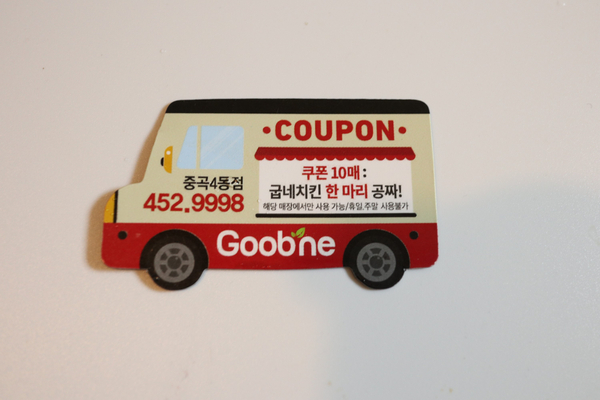 •COUPON•
쿠폰 10매 :
굽네치킨 한 마리 공짜!
해당 매장에서만 사용 가능/휴일,주말 사용불가
중곡4동점
452.9998
Goobne